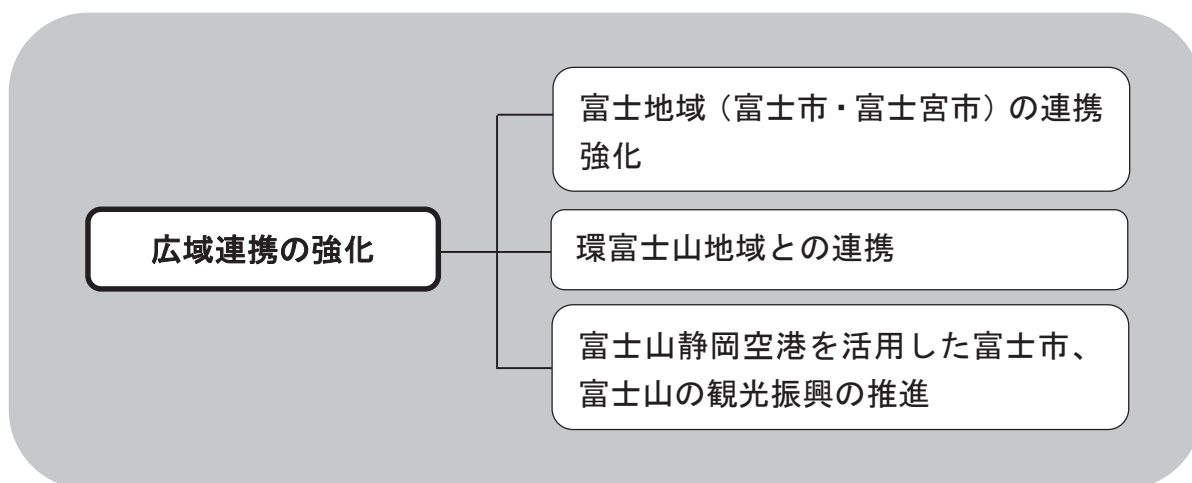 富士地域（富士市・富士宮市）の連携
強化
広域連携の強化
環富士山地域との連携
富士山静岡空港を活用した富士市、
富士山の観光振興の推進